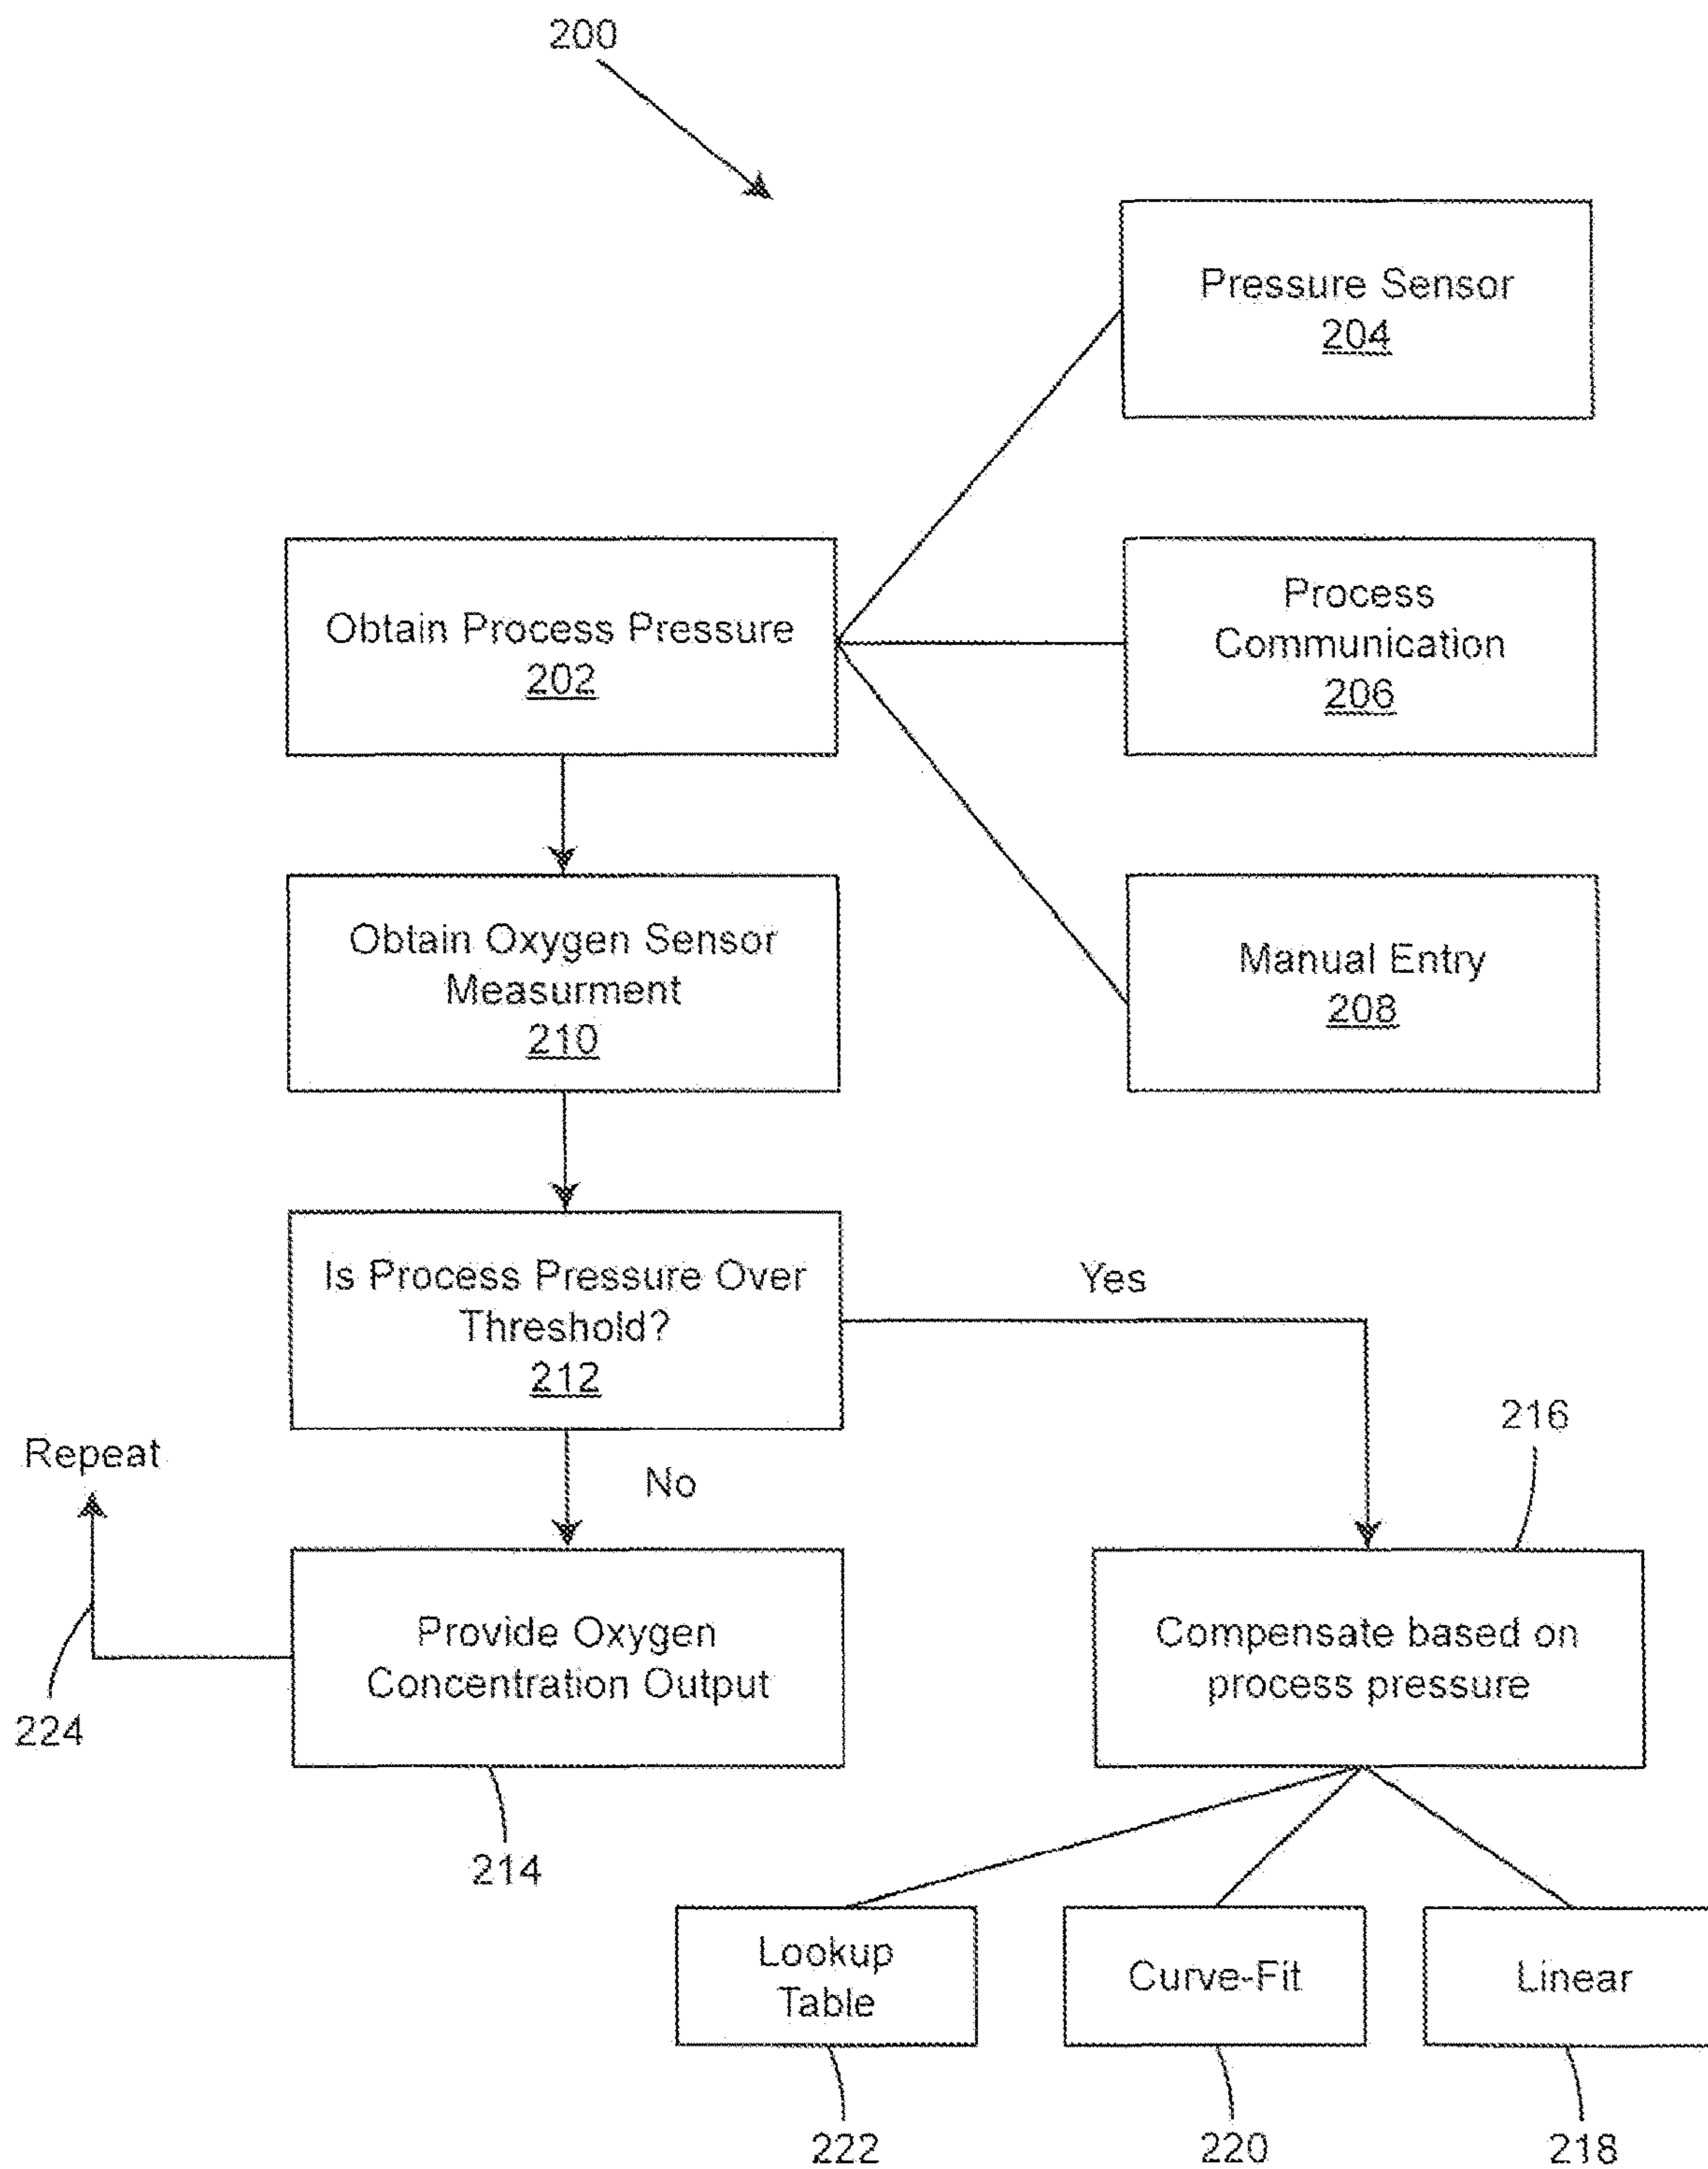 200
Pressure Sensor
204
Obtain Process Pressure
202
Process
Communication
206
Obtain Oxygen Sensor
Measurment
210
Manual Entry
208
Is Process Pressure Over
Threshold?
212
Yes
No
Repeat
216
Provide Oxygen
Concentration Output
Compensate based on
process pressure
224
214
Lookup
Table
Curve-Fit
Linear
222
220
218